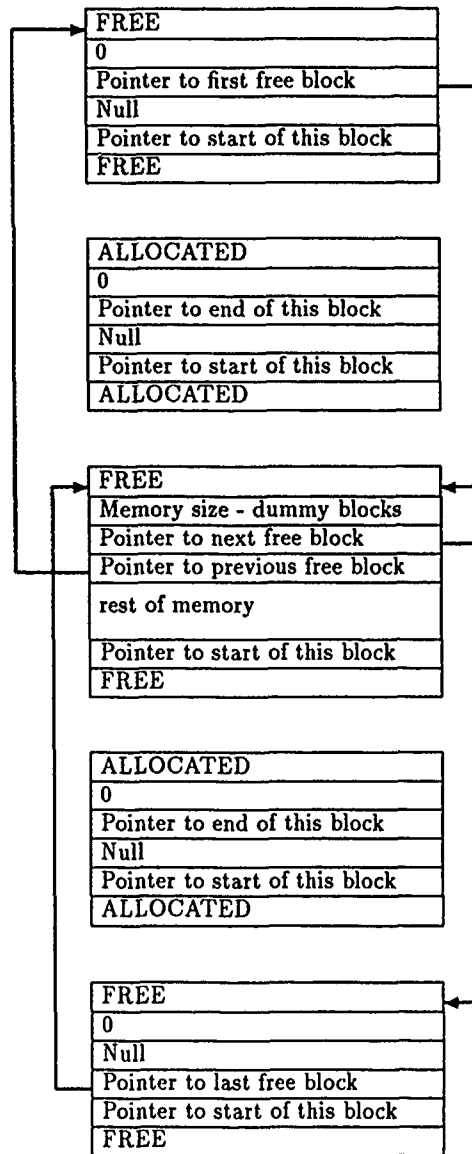 FREE
0
Pointer to first free block
Null
Pointer to start of this block
FREE
ALLOCATED
0
Pointer to end of this block
Null
Pointer to start of this block
ALLOCATED
FREE
Memory size - dummy blocks
Pointer to next free block
Pointer to previous free block
rest of memory
Pointer to start of this block
FREE
ALLOCATED
0
Pointer to end of this block
Null
Pointer to start of this block
ALLOCATED
FREE
0
Null
Pointer to last free block
Pointer to start of this block
FREE